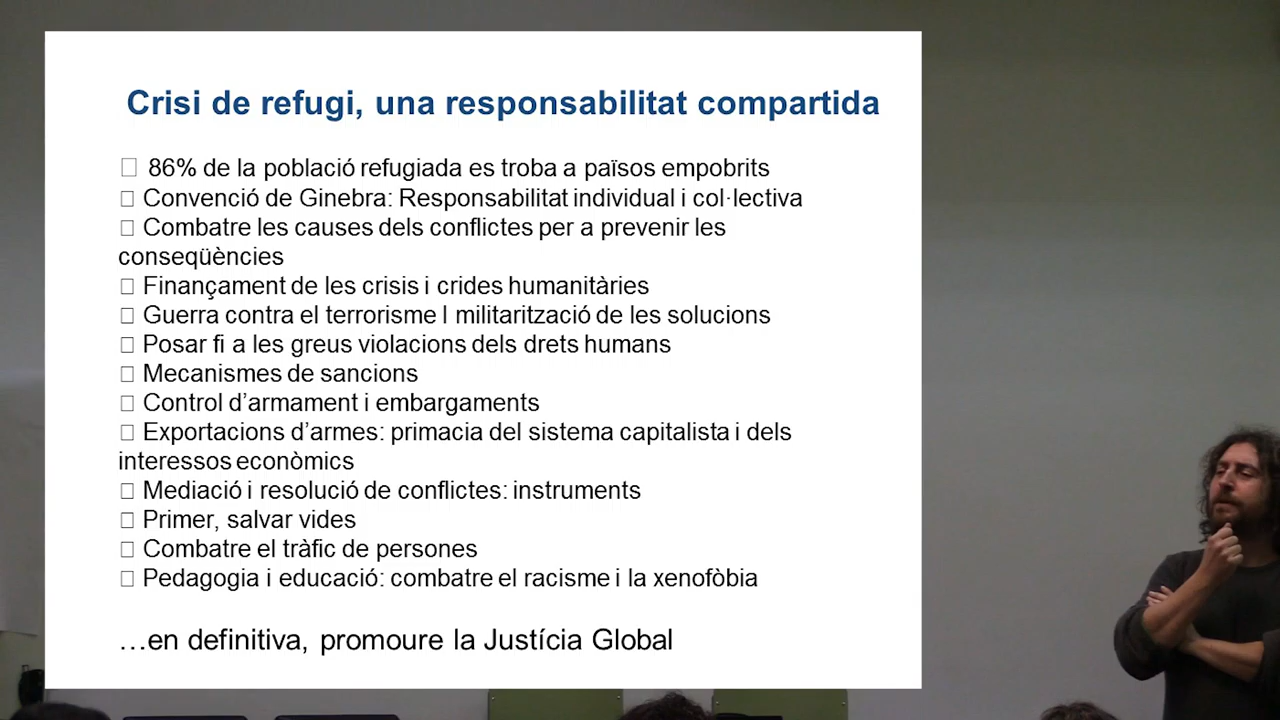 Crisi de refugi, una responsabilitat compartida
□ 86% de la població refugiada es troba a països empobrits
□ Convenció de Ginebra: Responsabilitat individual i col·lectiva
□ Combatre les causes dels conflictes per a prevenir les
conseqüències
□ Finançament de les crisis i crides humanitàries
□ Guerra contra el terrorisme I militarització de les solucions
□ Posar fi a les greus violacions dels drets humans
□ Mecanismes de sancions
□ Control d’armament i embargaments
□ Exportacions d’armes: primacia del sistema capitalista i dels
interessos econòmics
□ Mediació i resolució de conflictes: instruments
□ Primer, salvar vides
□ Combatre el tràfic de persones
□ Pedagogia i educació: combatre el racisme i la xenofòbia
…en definitiva, promoure la Justícia Global